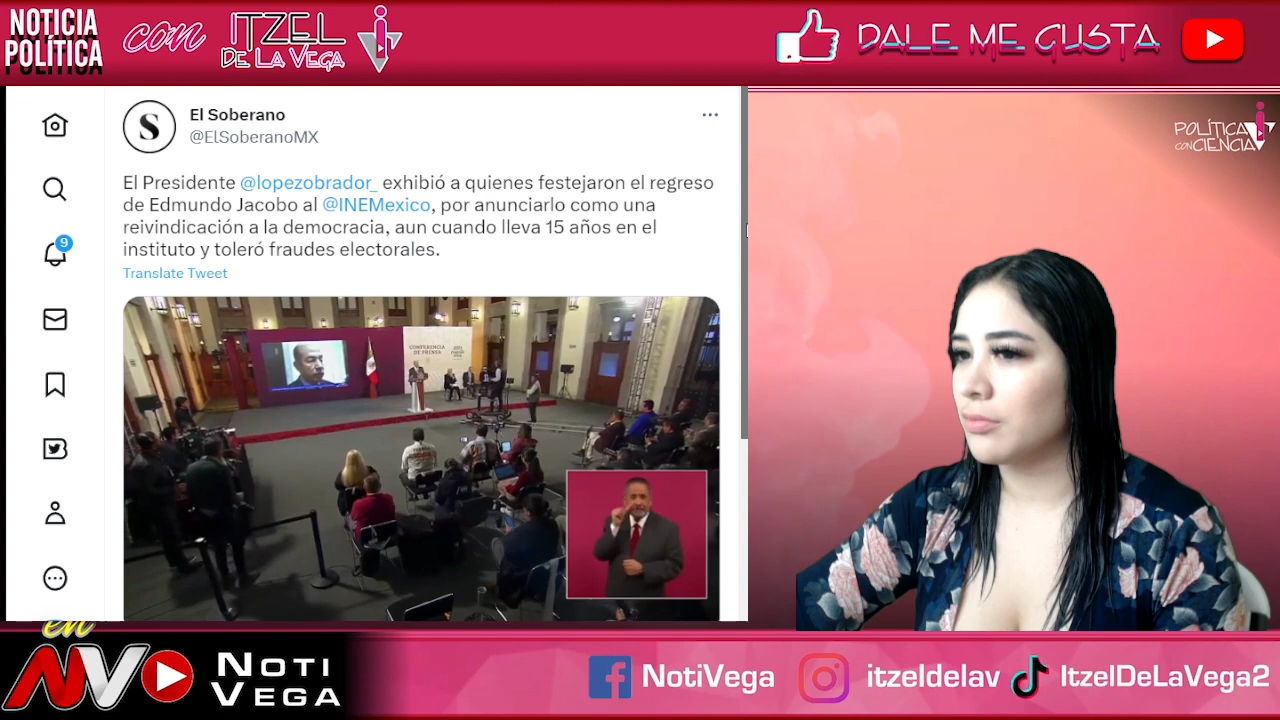 NOTICIA
POLÍTICA
con
ITZEL
DE LA VEGA
DALE ME GUSTA
El Soberano
@ElSoberanoMX
El Presidente @lopezobrador_ exhibió a quienes festejaron el regreso
de Edmundo Jacobo al @INEMexico, por anunciarlo como una
reivindicación a la democracia, aun cuando lleva 15 años en el
instituto y toleró fraudes electorales.
Translate Tweet
9
S
CONFERENCIA
DE PRENSA
POLÍTICA
CON CIENCIA
en
NV
NOTI
VEGA
NotiVega
itzeldelav
ItzelDeLaVega2